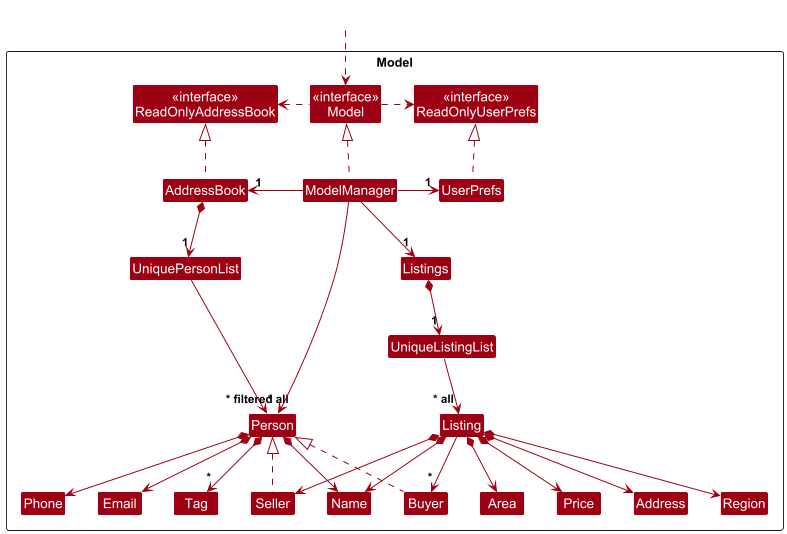 Model
«interface»
ReadOnlyAddressBook
«interface»
Model
«interface»
ReadOnlyUserPrefs
AddressBook
1
ModelManager
1
UserPrefs
1
1
UniquePersonList
Listings
1
UniqueListingList
* filtered
* all
* all
Person
Listing
*
*
Phone
Email
Tag
Seller
Name
Buyer
Area
Price
Address
Region